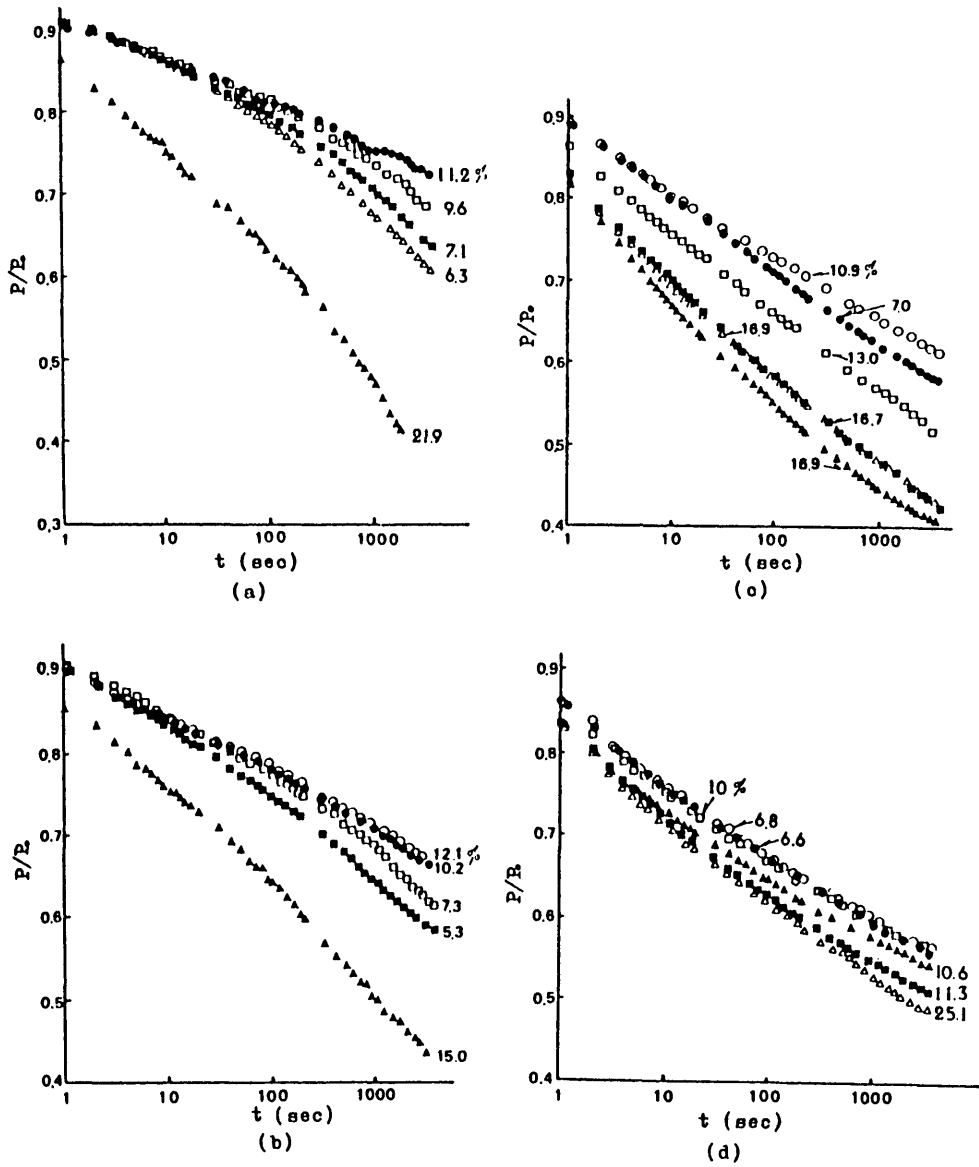 0.9
0.8
0.7
0.6
0.5
0.4
0.3
P/P₀
1 10 100 1000
t (sec)
(a)
11.2 %
9.6
7.1
6.3
21.9
0.9
0.8
0.7
0.6
0.5
0.4
P/P₀
1 10 100 1000
t (sec)
(c)
10.9 %
7.0
16.9
13.0
16.7
16.9
0.9
0.8
0.7
0.6
0.5
0.4
P/P₀
1 10 100 1000
t (sec)
(b)
12.1 %
10.2
7.3
5.3
15.0
0.9
0.8
0.7
0.6
0.5
0.4
P/P₀
1 10 100 1000
t (sec)
(d)
10 %
6.8
6.6
10.6
11.3
25.1